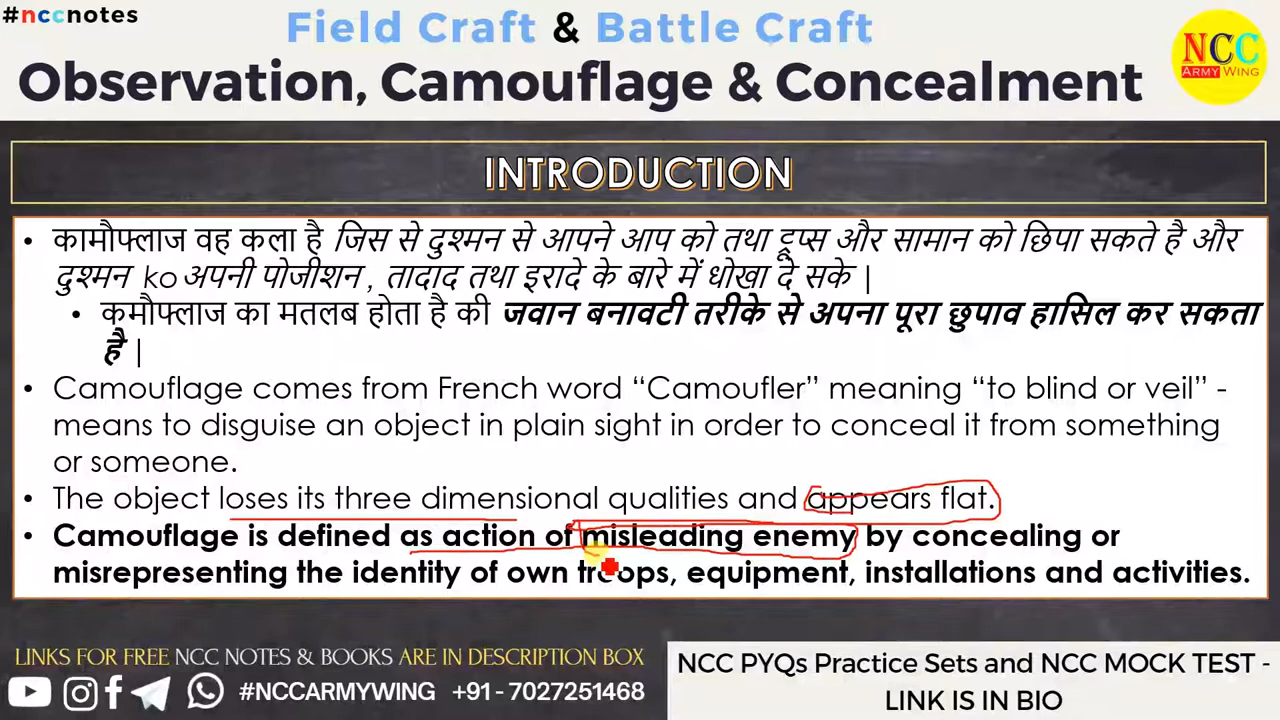 #nccnotes
Field Craft & Battle Craft
Observation, Camouflage & Concealment
NCC
ARMY WING
INTRODUCTION
• कामौफ्लाज वह कला है जिस से दुश्मन से आपने आप को तथा ट्रूप्स और सामान को छिपा सकते है और
दुश्मन ko अपनी पोजीशन , तादाद तथा इरादे के बारे में धोखा दे सके |
• कमौफ्लाज का मतलब होता है की जवान बनावटी तरीके से अपना पूरा छुपाव हासिल कर सकता
है |
• Camouflage comes from French word “Camoufler” meaning “to blind or veil” -
means to disguise an object in plain sight in order to conceal it from something
or someone.
• The object loses its three dimensional qualities and appears flat.
• Camouflage is defined as action of misleading enemy by concealing or
misrepresenting the identity of own troops, equipment, installations and activities.
LINKS FOR FREE NCC NOTES & BOOKS ARE IN DESCRIPTION BOX
#NCCARMYWING +91 - 7027251468
NCC PYQs Practice Sets and NCC MOCK TEST -
LINK IS IN BIO